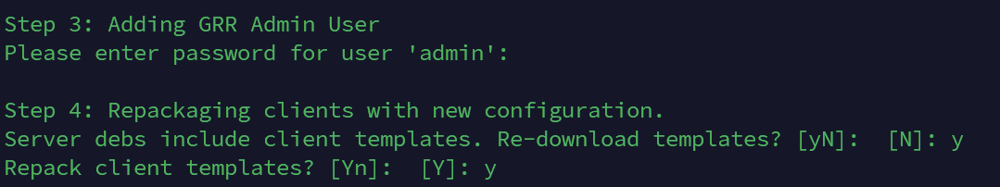 Step 3: Adding GRR Admin User
Please enter password for user 'admin':
Step 4: Repackaging clients with new configuration.
Server debs include client templates. Re-download templates? [yN]:  [N]: y
Repack client templates? [Yn]:  [Y]: y